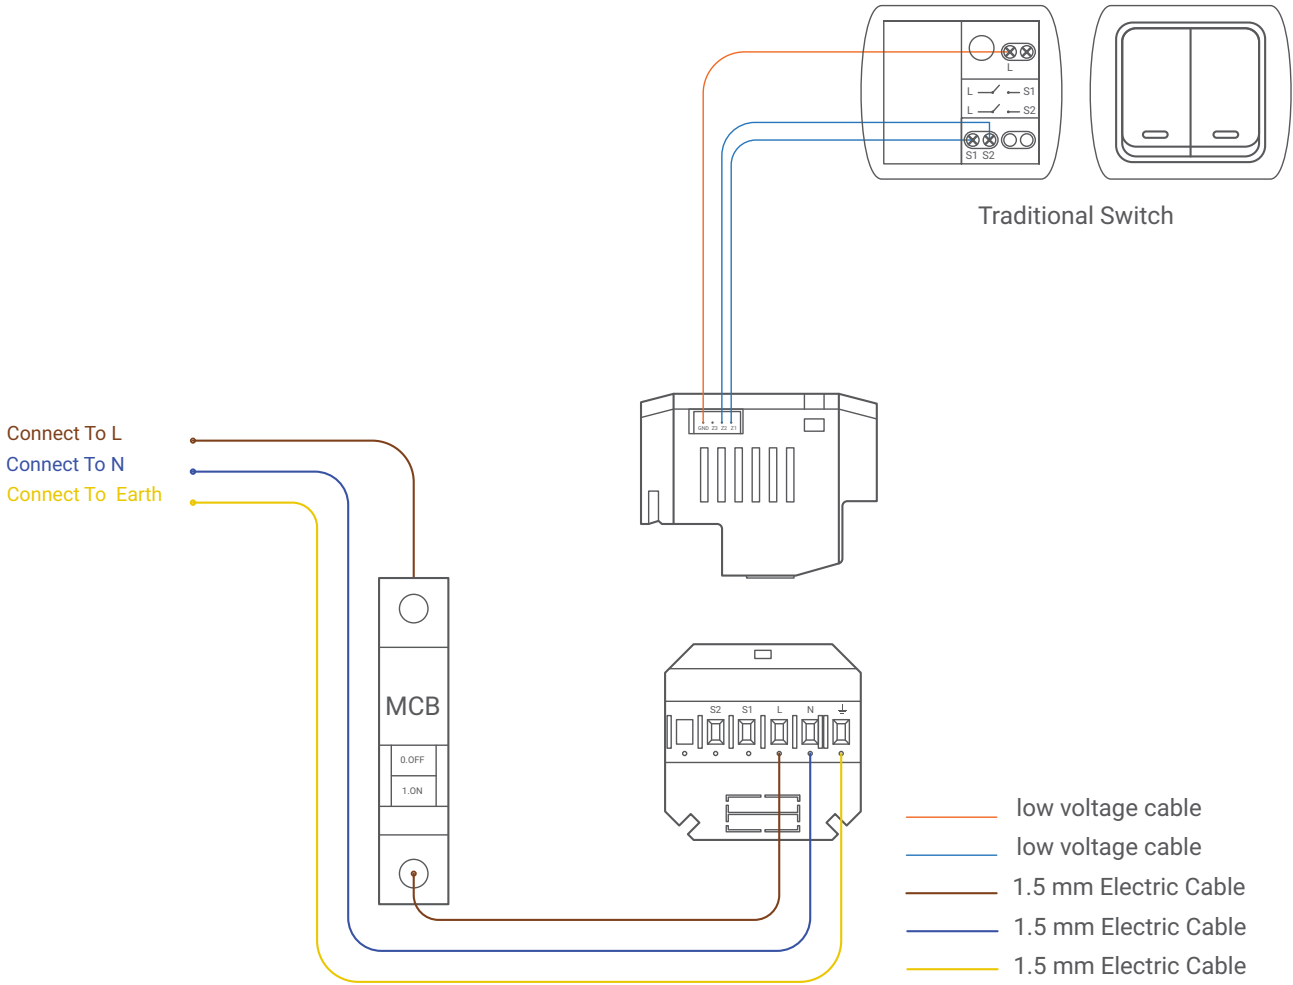 L
L S1
L S2
S1 S2
Traditional Switch
GND Z3 Z2 Z1
Connect To L
Connect To N
Connect To Earth
MCB
0.OFF
1.ON
S2 S1 L N
low voltage cable
low voltage cable
1.5 mm Electric Cable
1.5 mm Electric Cable
1.5 mm Electric Cable